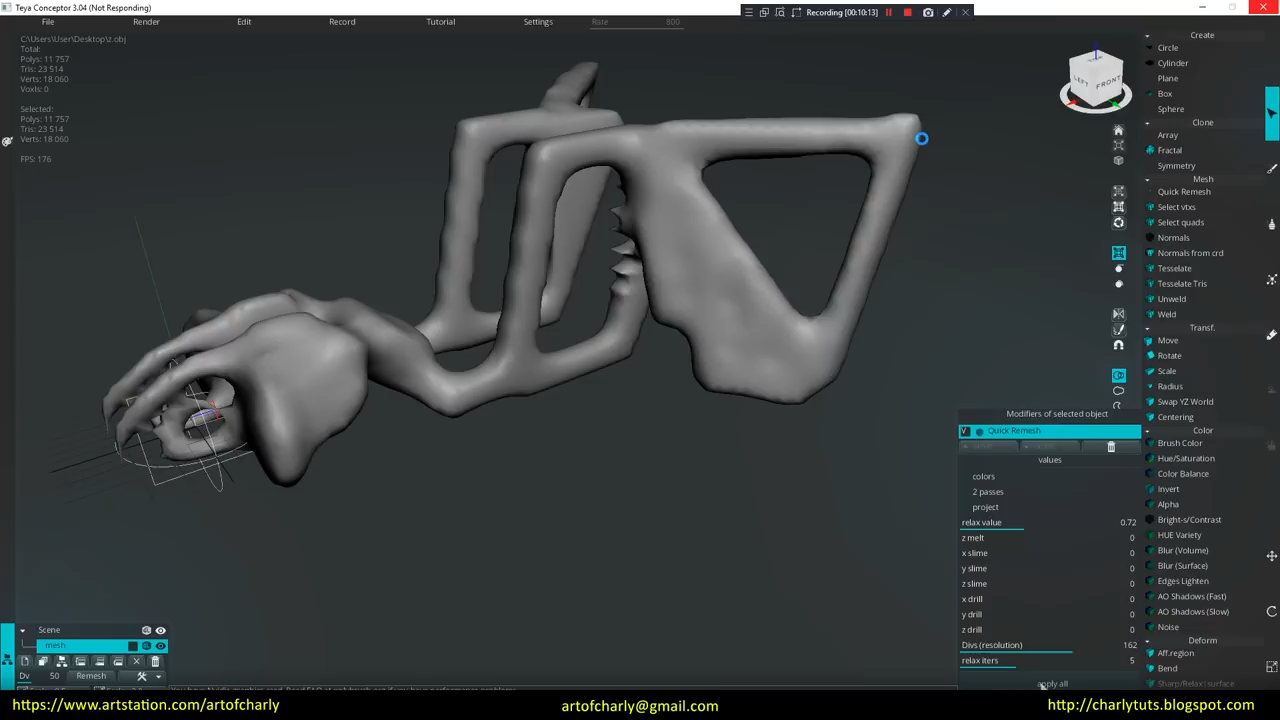 Teya Conceptor 3.04 (Not Responding)
Recording [00:10:13]
File
Render
Edit
Record
Tutorial
Settings
Rate
800
C:\Users\User\Desktop\z.obj
Total:
Polys: 11 757
Tris: 23 514
Verts: 18 060
Voxls: 0
Selected:
Polys: 11 757
Tris: 23 514
Verts: 18 060
FPS: 176
LEFT
FRONT
Create
Circle
Cylinder
Plane
Box
Sphere
Clone
Array
Fractal
Symmetry
Mesh
Quick Remesh
Select vtxs
Select quads
Normals
Normals from crd
Tesselate
Tesselate Tris
Unweld
Weld
Transf.
Move
Rotate
Scale
Radius
Swap YZ World
Centering
Color
Brush Color
Hue/Saturation
Color Balance
Invert
Alpha
Bright-s/Contrast
HUE Variety
Blur (Volume)
Blur (Surface)
Edges Lighten
AO Shadows (Fast)
AO Shadows (Slow)
Noise
Deform
Aff.region
Bend
Sharp/Relax | surface
Modifiers of selected object
V Quick Remesh
values
colors
2 passes
project
relax value 0.72
z melt 0
x slime 0
y slime 0
z slime 0
x drill 0
y drill 0
z drill 0
Divs (resolution) 162
relax iters 5
apply all
Scene
mesh
Dv 50 Remesh
https://www.artstation.com/artofcharly
artofcharly@gmail.com
http://charlytuts.blogspot.com